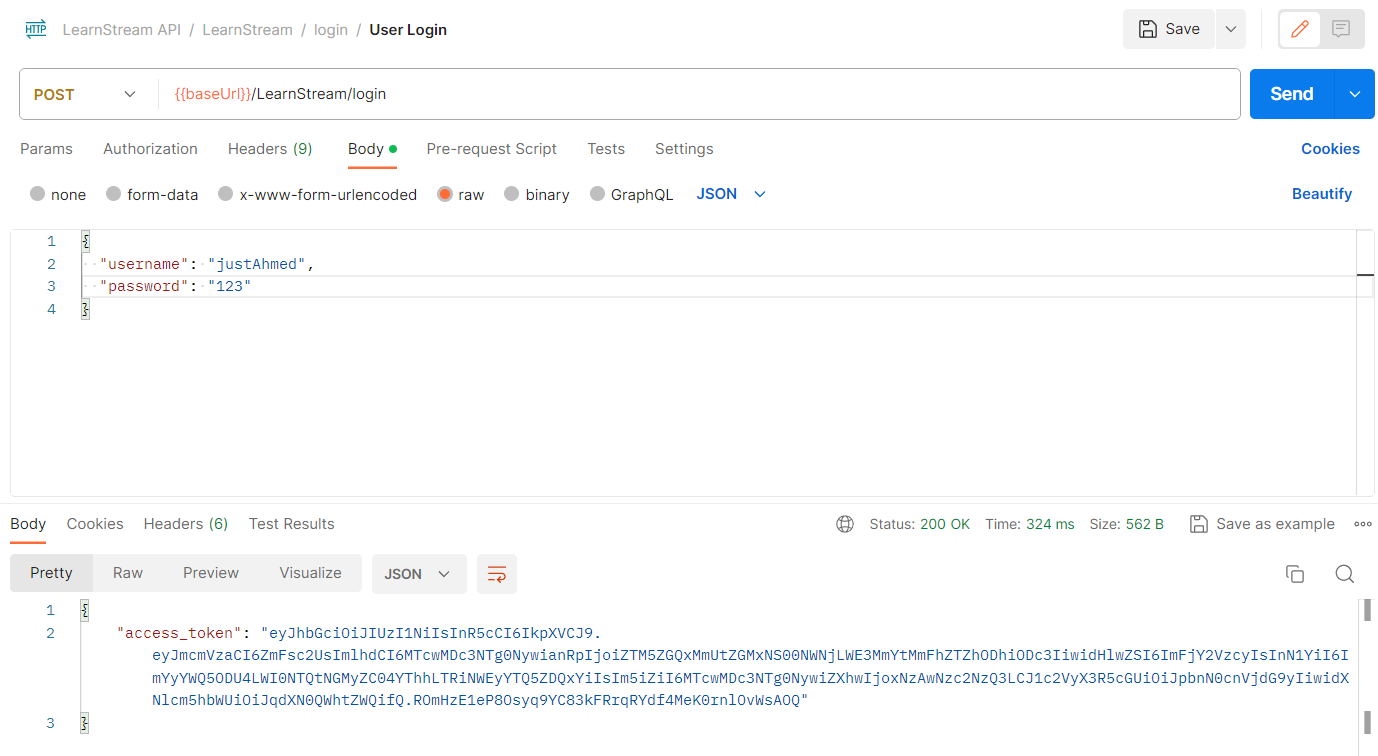 HTTP LearnStream API / LearnStream / login / User Login Save
POST {{baseUrl}}/LearnStream/login Send
Params Authorization Headers (9) Body Pre-request Script Tests Settings Cookies
none form-data x-www-form-urlencoded raw binary GraphQL JSON Beautify
1 {
2 "username": "justAhmed",
3 "password": "123"
4 }
Body Cookies Headers (6) Test Results Status: 200 OK Time: 324 ms Size: 562 B Save as example
Pretty Raw Preview Visualize JSON
1 {
2 "access_token": "eyJhbGciOiJIUzI1NiIsInR5cCI6IkpXVCJ9.
eyJmcmVzaCI6ZmFsc2UsImlhdCI6MTcwMDc3NTg0NywianRpIjoiZTM5ZGQxMmUtZGMxNS00NWNjLWE3MmYtMmFhZTZhODhiODc3IiwidHlwZSI6ImFjY2VzcyIsInN1YiI6I
mYyYWQ5ODU4LWI0NTQtNGMyZC04YThhLTRiNWEyYTQ5ZDQxYiIsIm5iZiI6MTcwMDc3NTg0NywiZXhwIjoxNzAwNzc2NzQ3LCJ1c2VyX3R5cGUiOiJpbnN0cnVjdG9yIiwidX
Nlcm5hbWUiOiJqdXN0QWhtZWQifQ.ROmHzE1eP8Osyq9YC83kFRrqRYdf4MeK0rnlOvWsAOQ"
3 }